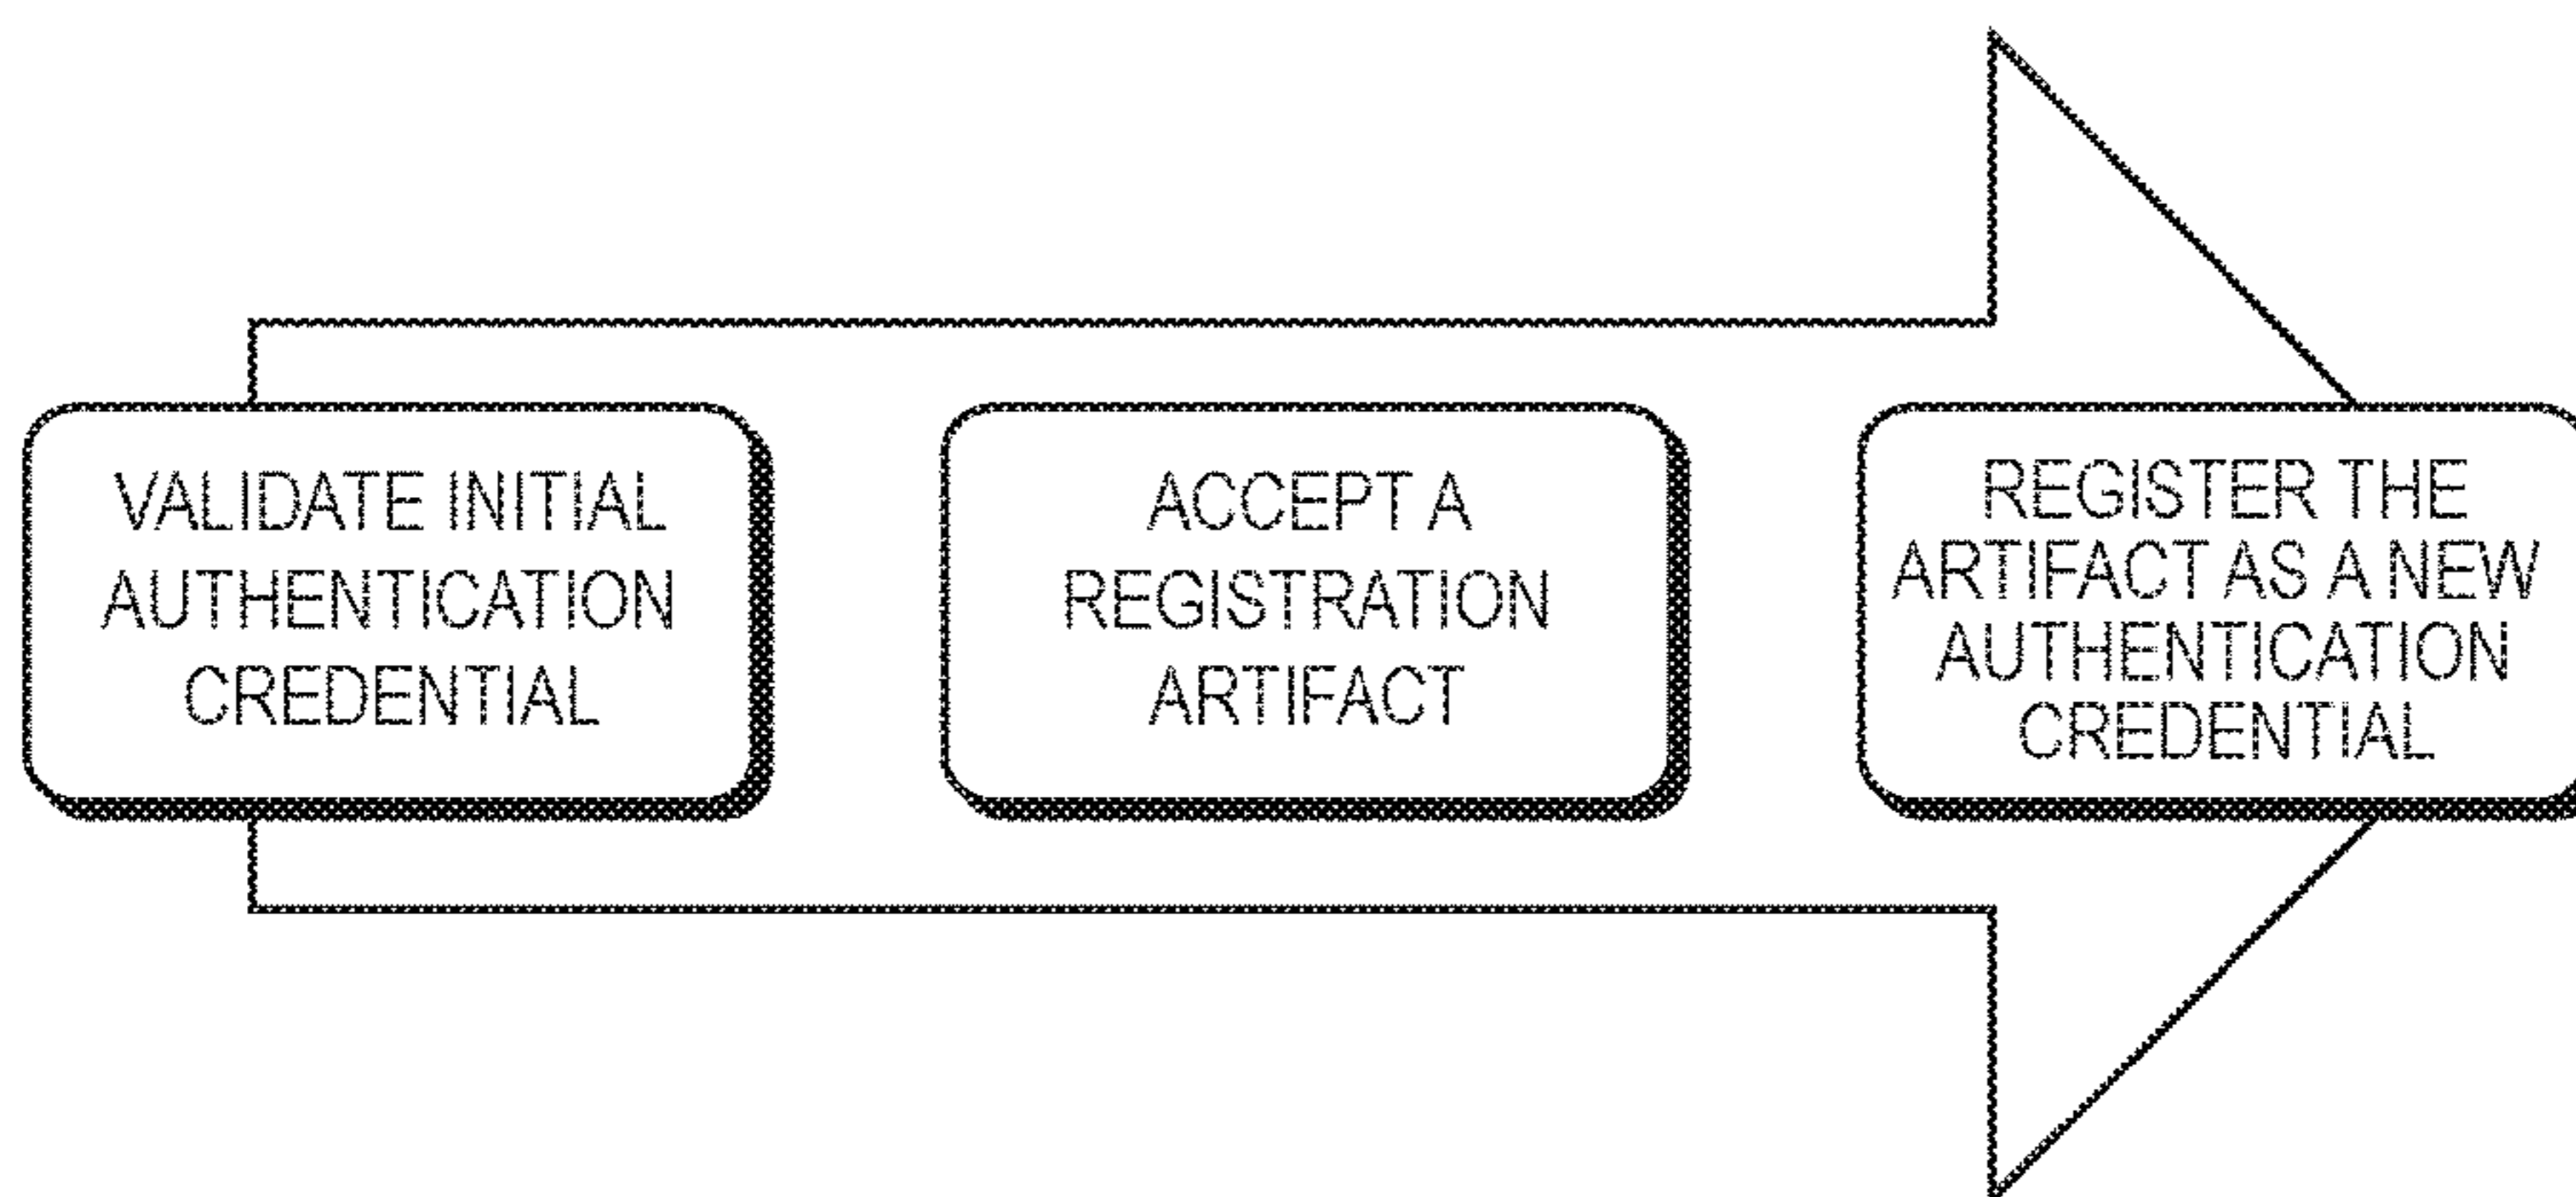 VALIDATE INITIAL
AUTHENTICATION
CREDENTIAL
ACCEPT A
REGISTRATION
ARTIFACT
REGISTER THE
ARTIFACT AS A NEW
AUTHENTICATION
CREDENTIAL